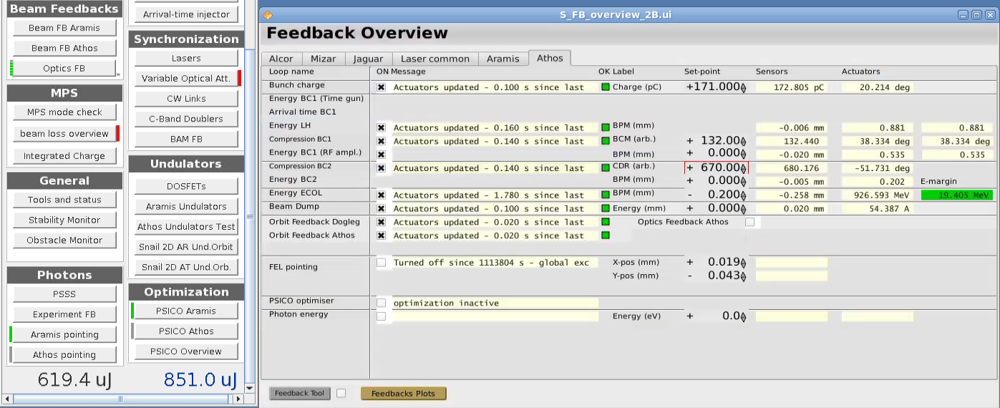 Beam Feedbacks
Beam FB Aramis
Beam FB Athos
Optics FB
MPS
MPS mode check
beam loss overview
Integrated Charge
General
Tools and status
Stability Monitor
Obstacle Monitor
Photons
PSSS
Experiment FB
Aramis pointing
Athos pointing
619.4 uJ
Arrival-time injector
Synchronization
Lasers
Variable Optical Att.
CW Links
C-Band Doublers
BAM FB
Undulators
DOSFETs
Aramis Undulators
Athos Undulators Test
Snail 2D AR Und.Orbit
Snail 2D AT Und.Orb.
Optimization
PSICO Aramis
PSICO Athos
PSICO Overview
851.0 uJ
S_FB_overview_2B.ui
Feedback Overview
Alcor Mizar Jaguar Laser common Aramis Athos
Loop name ON Message OK Label Set-point Sensors Actuators
Bunch charge Actuators updated - 0.100 s since last Charge (pC) +171.000 172.805 pC 20.214 deg
Energy BC1 (Time gun)
Arrival time BC1
Energy LH Actuators updated - 0.160 s since last BPM (mm) -0.006 mm 0.881 0.881
Compression BC1 Actuators updated - 0.140 s since last BCM (arb.) + 132.00 132.440 38.334 deg 38.334 deg
Energy BC1 (RF ampl.) BPM (mm) + 0.000 -0.020 mm 0.535 0.535
Compression BC2 Actuators updated - 0.140 s since last CDR (arb.) + 670.00 680.176 -51.731 deg
Energy BC2 BPM (mm) + 0.000 -0.005 mm 0.202 E-margin
Energy ECOL Actuators updated - 1.780 s since last BPM (mm) - 0.200 -0.258 mm 926.593 MeV 19.405 MeV
Beam Dump Actuators updated - 0.100 s since last Energy (mm) + 0.000 0.020 mm 54.387 A
Orbit Feedback Dogleg Actuators updated - 0.020 s since last Optics Feedback Athos
Orbit Feedback Athos Actuators updated - 0.020 s since last
FEL pointing Turned off since 1113804 s - global exc X-pos (mm) + 0.019
Y-pos (mm) - 0.043
PSICO optimiser optimization inactive
Photon energy Energy (eV) + 0.0
Feedback Tool Feedbacks Plots